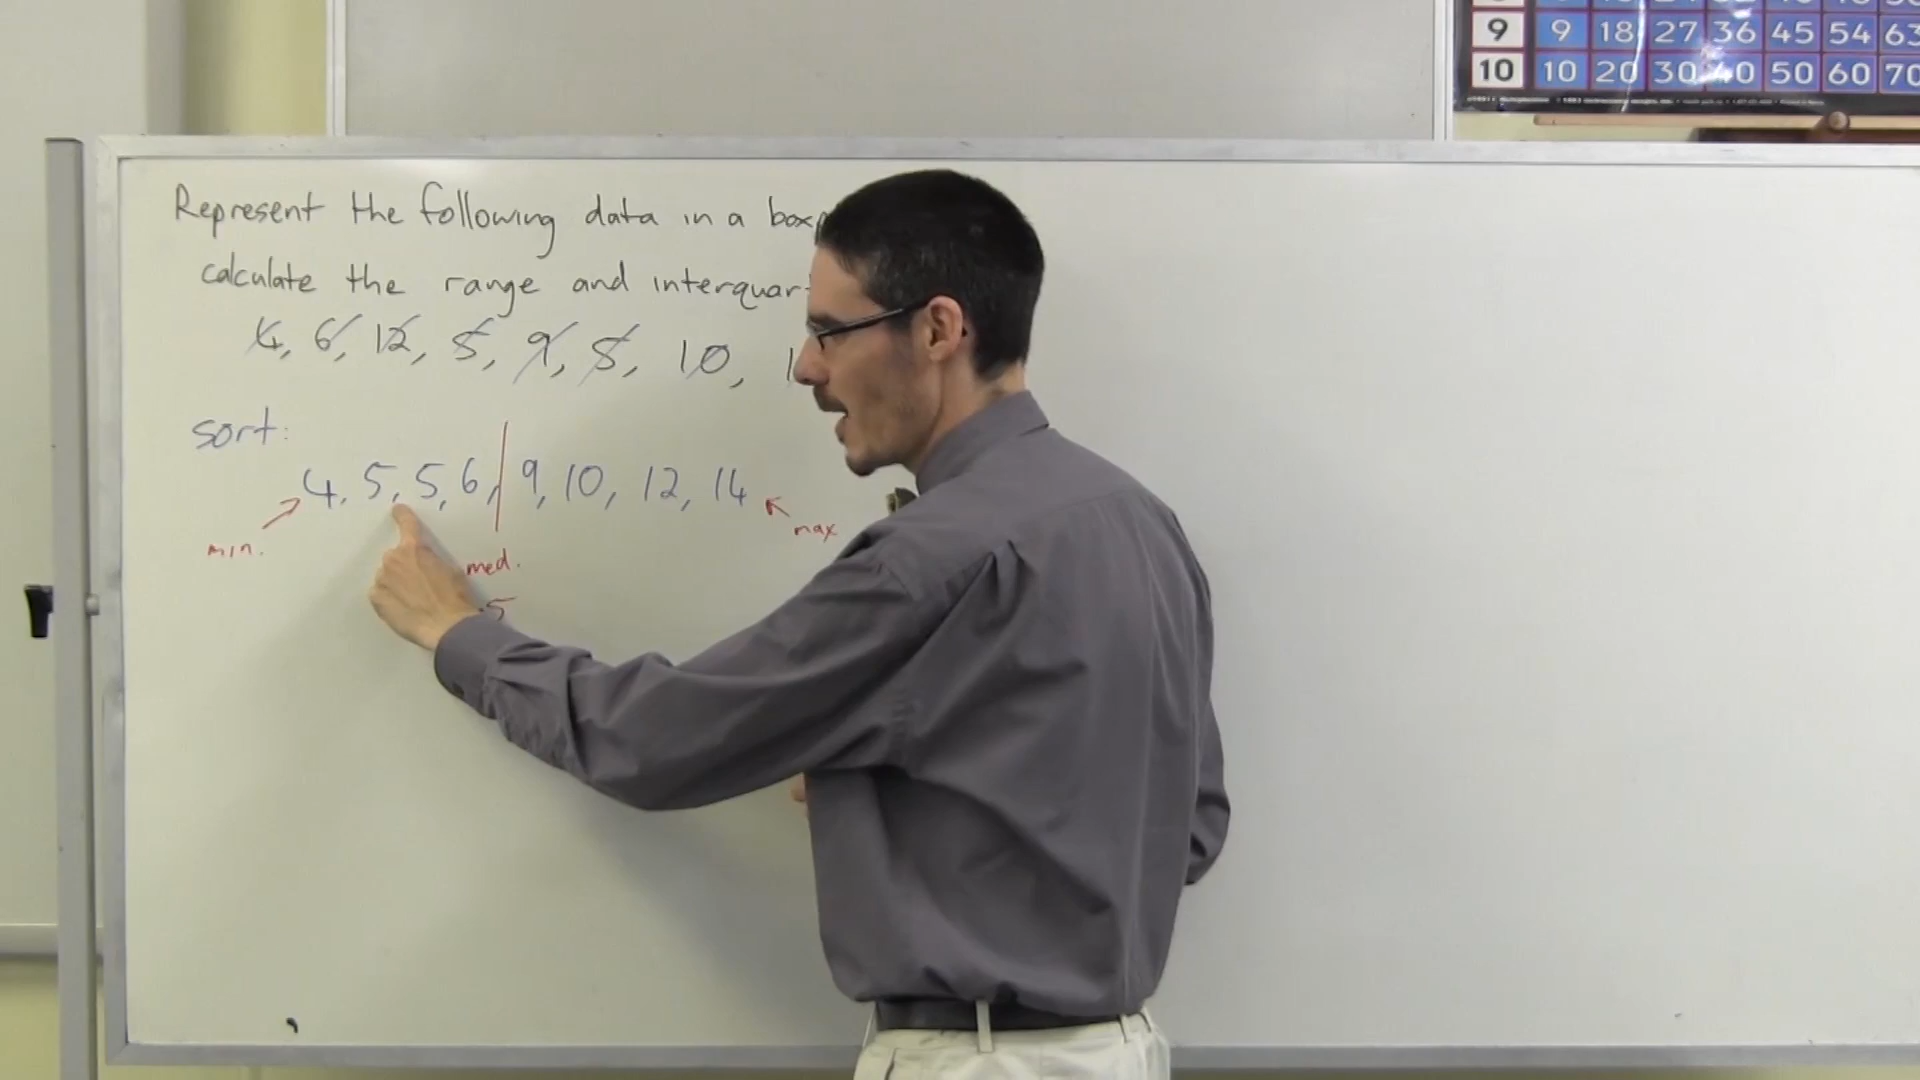 9 9 18 27 36 45 54 63
10 10 20 30 40 50 60 70
Represent the following data in a box
calculate the range and interquar
4, 6, 12, 5, 9, 5, 10, 1
sort:
4, 5, 5, 6, 9, 10, 12, 14
min.
max
med.
.5